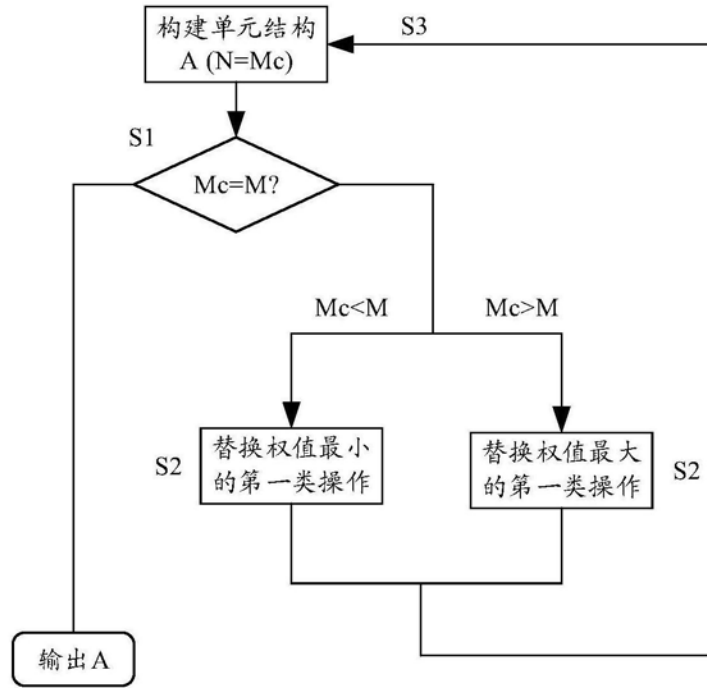 构建单元结构
A (N=Mc)
S3
S1
Mc=M?
Mc<M
Mc>M
S2
替换权值最小
的第一类操作
替换权值最大
的第一类操作
S2
输出A